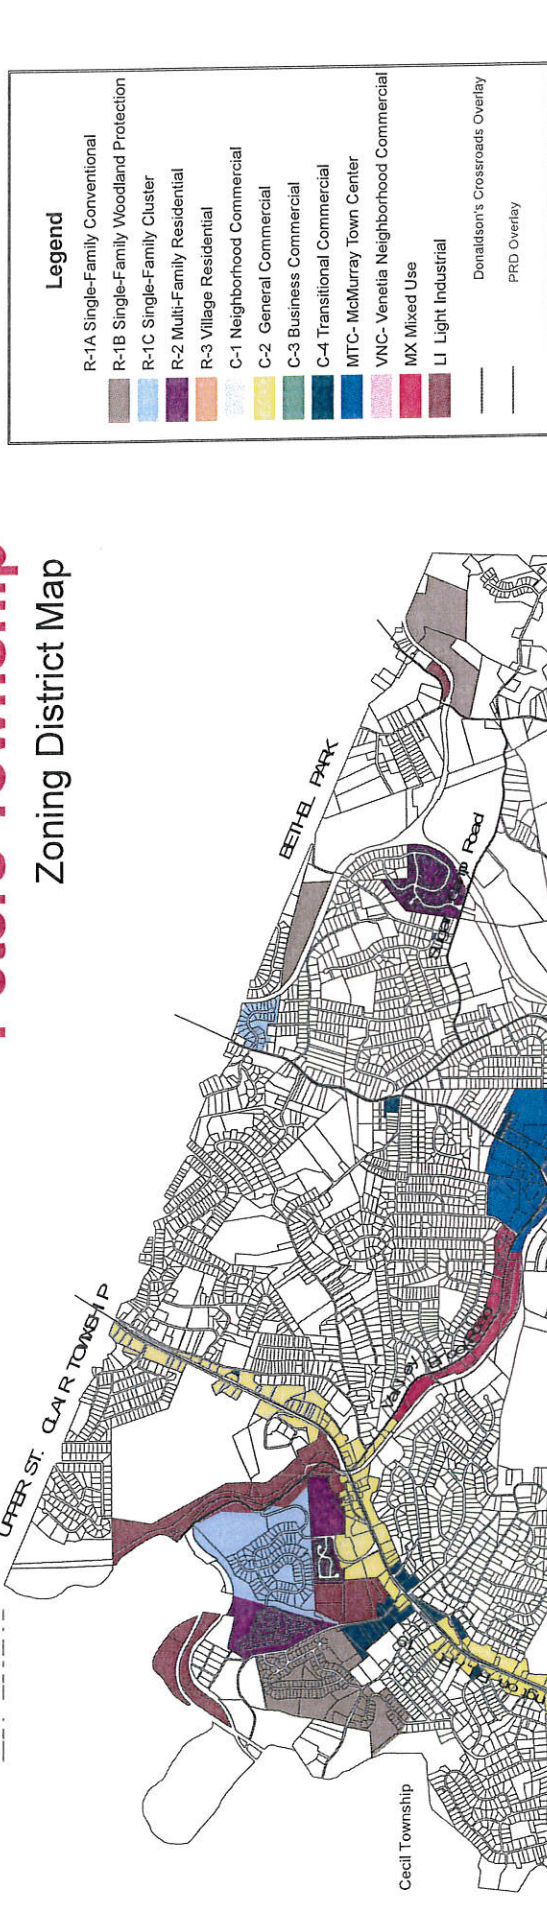 Zoning District Map
Legend
R-1A Single-Family Conventional
R-1B Single-Family Woodland Protection
R-1C Single-Family Cluster
R-2 Multi-Family Residential
R-3 Village Residential
C-1 Neighborhood Commercial
C-2 General Commercial
C-3 Business Commercial
C-4 Transitional Commercial
MTC- McMurray Town Center
VNC- Venetia Neighborhood Commercial
MX Mixed Use
LI Light Industrial
Donaldson's Crossroads Overlay
PRD Overlay
UPPER ST. CLAIR TOWNSHIP
BETHEL PARK
Cecil Township
Road